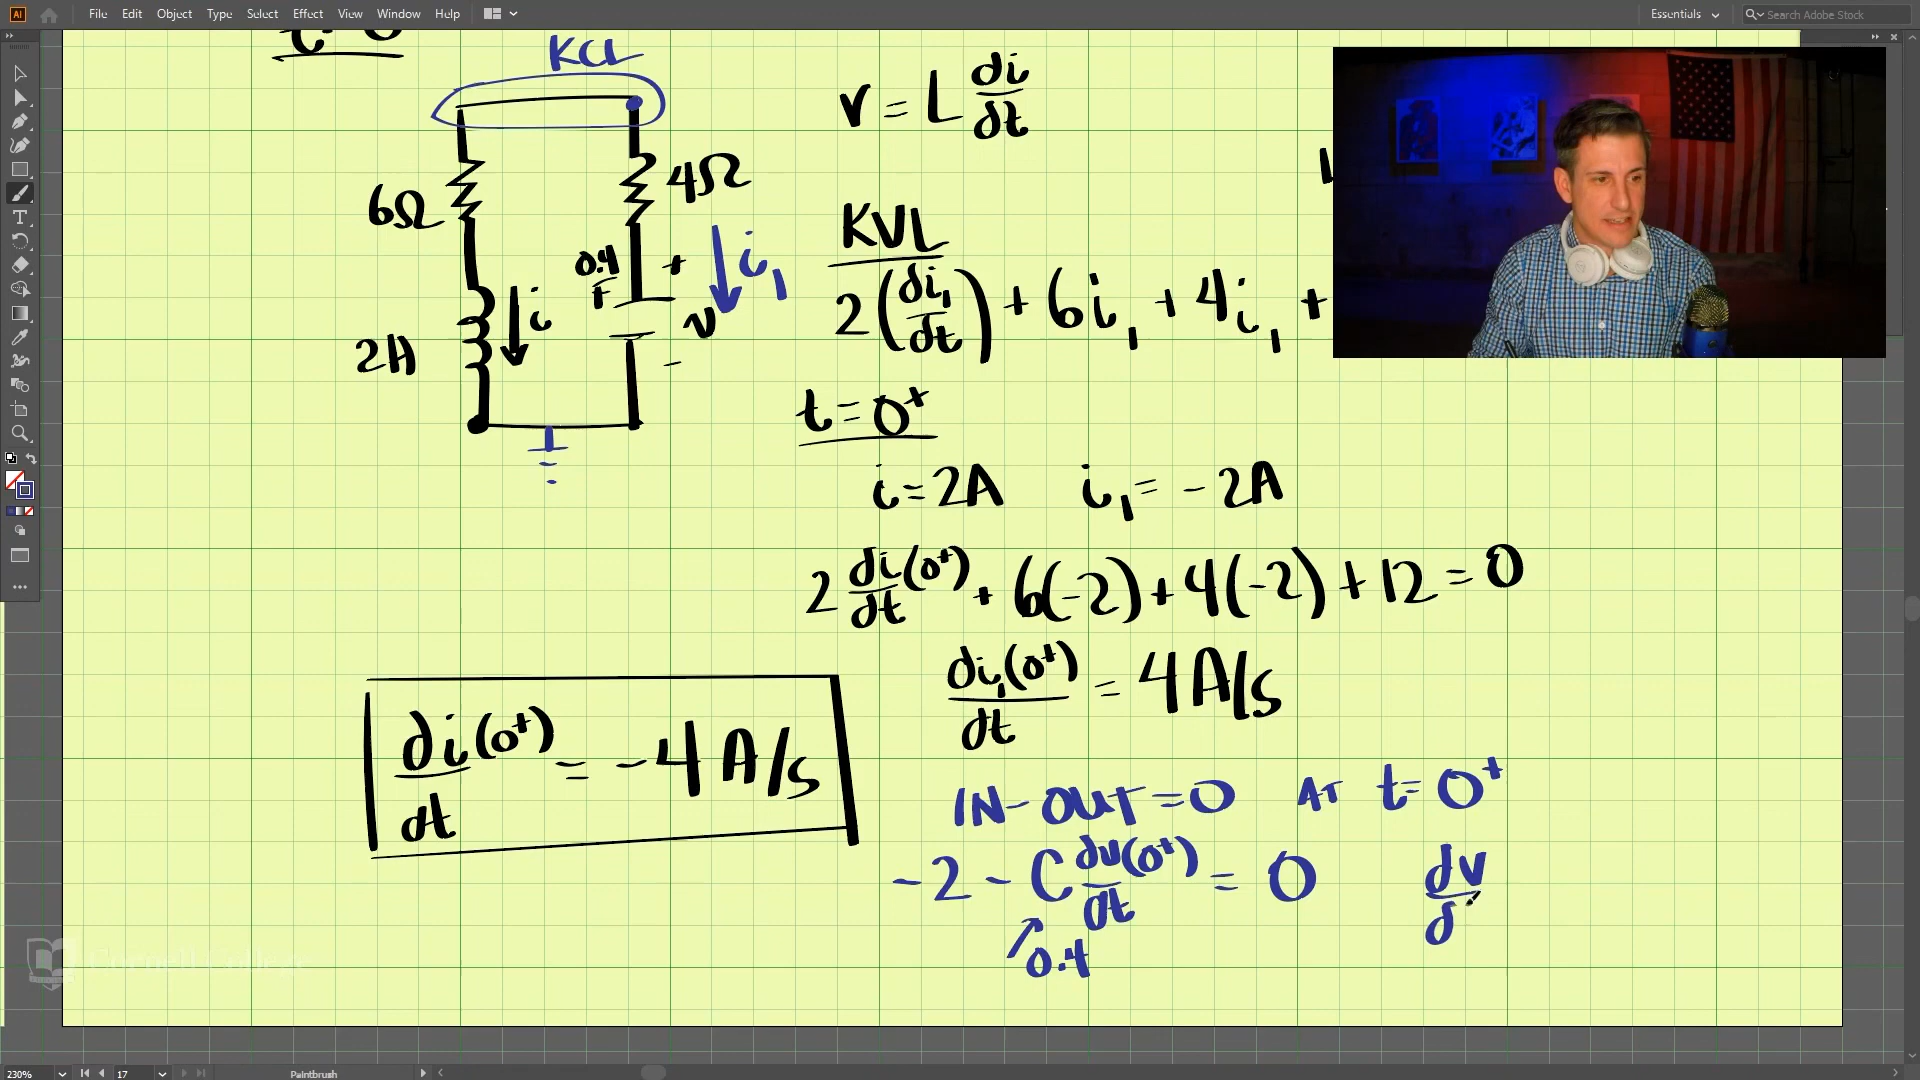 File Edit Object Type Select Effect View Window Help
Essentials
Search Adobe Stock
KCL
6Ω
4Ω
0.4
F
+
v
-
i₁
i
2H
v = L di/dt
KVL
2(di₁/dt) + 6i₁ + 4i₁ +
t = 0⁺
i = 2A i₁ = -2A
2 di(0⁺)/dt + 6(-2) + 4(-2) + 12 = 0
di₁(0⁺)/dt = 4 A/s
di(0⁺)/dt = -4 A/s
IN - OUT = 0 AT t = 0⁺
-2 - C dv(0⁺)/dt = 0
0.4
dv
d
Cornell College
230%
17
Paintbrush